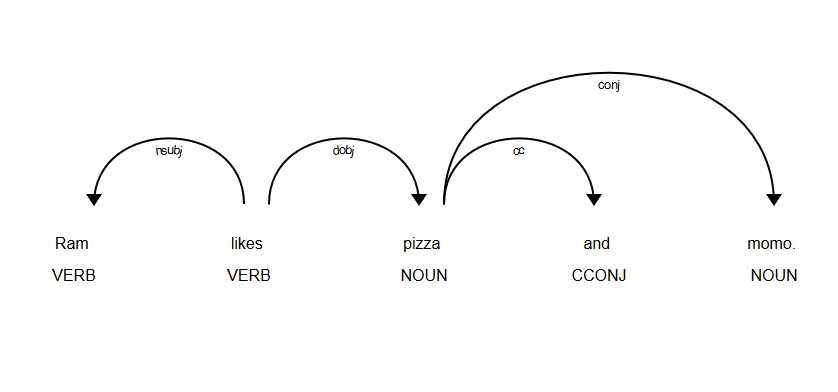 conj
nsubj dobj cc
Ram likes pizza and momo.
VERB VERB NOUN CCONJ NOUN